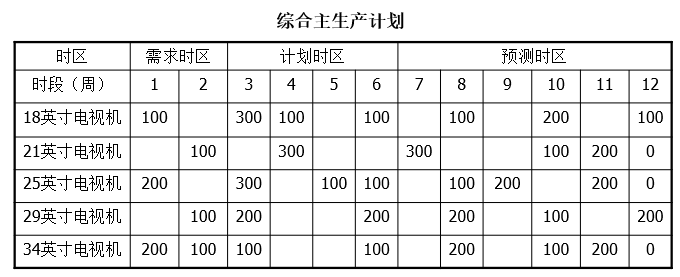 综合主生产计划
时区 需求时区 计划时区 预测时区
时段（周） 1 2 3 4 5 6 7 8 9 10 11 12
18英寸电视机 100 300 100 100 100 200 100
21英寸电视机 100 300 300 100 200 0
25英寸电视机 200 300 100 100 100 200 200 0
29英寸电视机 100 200 200 200 100 200
34英寸电视机 200 100 100 100 200 100 200 0